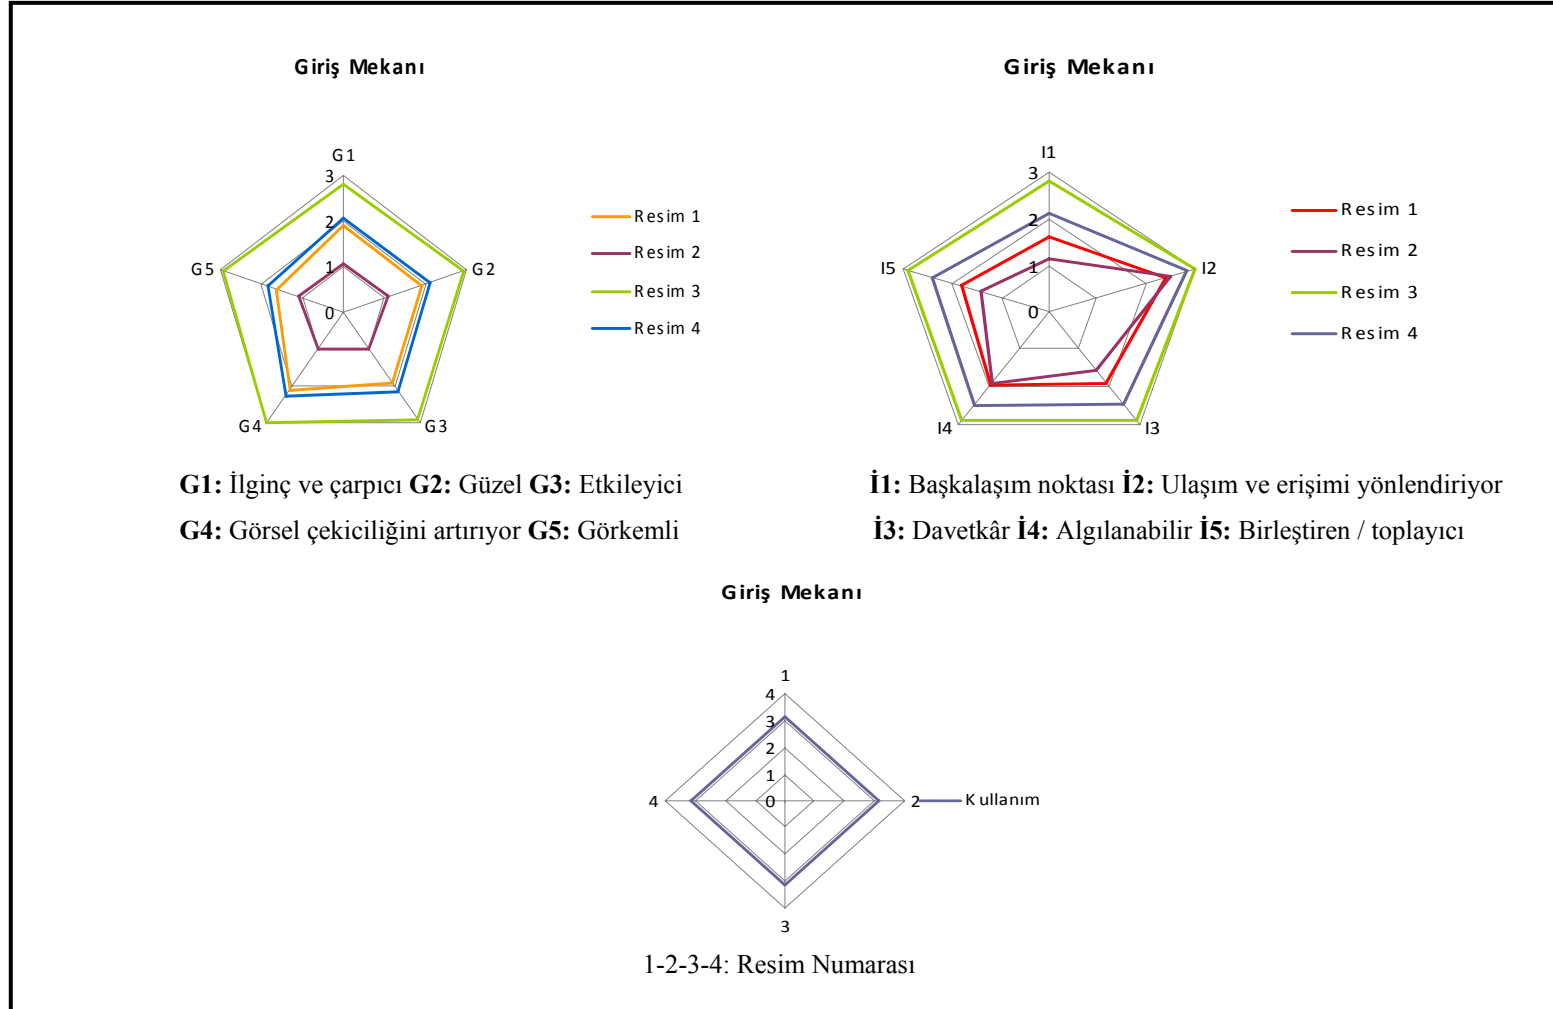 Giriş Mekanı
G1
3
2
1
0
G2
G3
G4
G5
Resim 1
Resim 2
Resim 3
Resim 4
G1: İlginç ve çarpıcı G2: Güzel G3: Etkileyici
G4: Görsel çekiciliğini artırıyor G5: Görkemli
Giriş Mekanı
I1
3
2
1
0
I2
I3
I4
I5
Resim 1
Resim 2
Resim 3
Resim 4
İ1: Başkalaşım noktası İ2: Ulaşım ve erişimi yönlendiriyor
İ3: Davetkâr İ4: Algılanabilir İ5: Birleştiren / toplayıcı
Giriş Mekanı
1
4
3
2
1
0
4
2
Kullanım
3
1-2-3-4: Resim Numarası